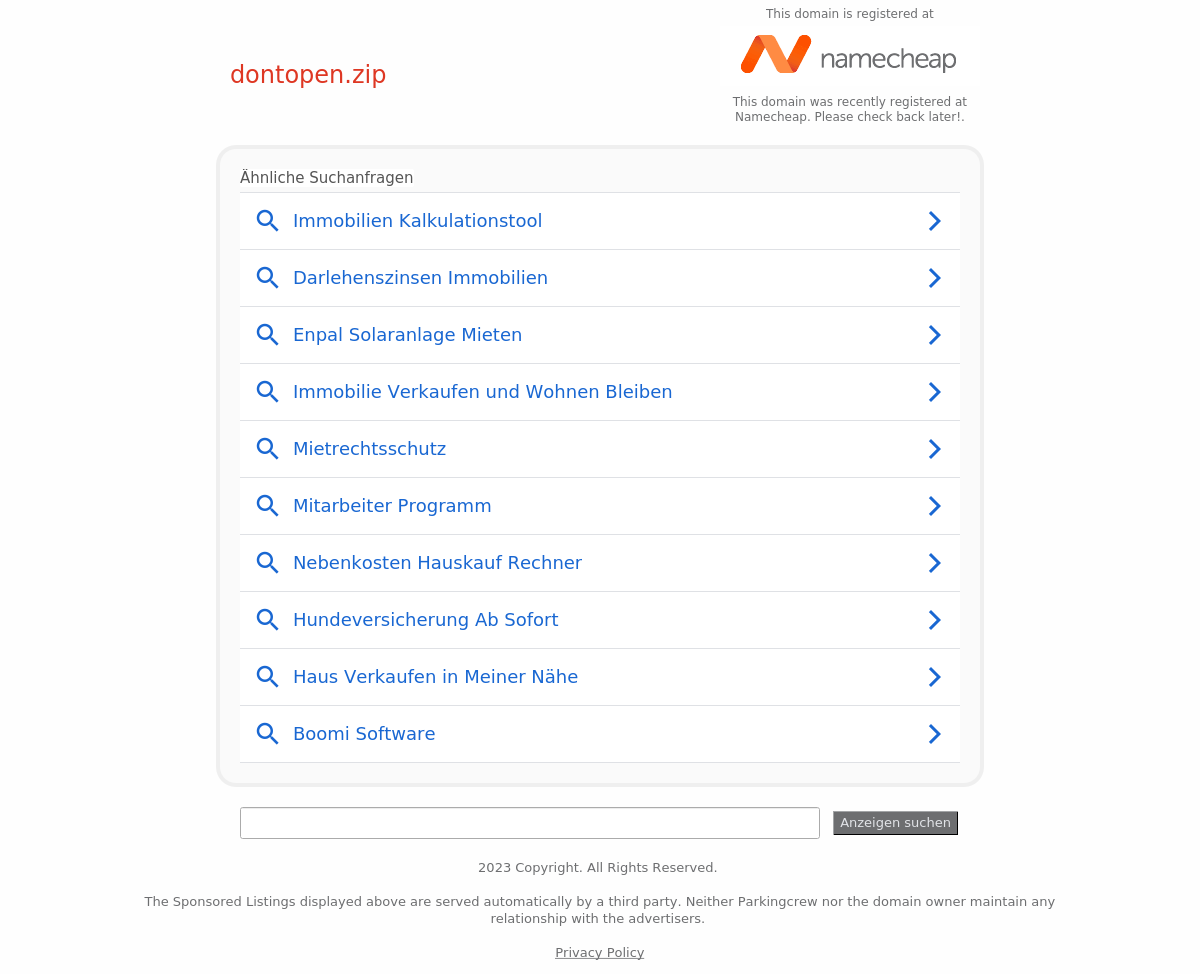 This domain is registered at
namecheap
dontopen.zip
This domain was recently registered at
Namecheap. Please check back later!.
Ähnliche Suchanfragen
Immobilien Kalkulationstool
Darlehenszinsen Immobilien
Enpal Solaranlage Mieten
Immobilie Verkaufen und Wohnen Bleiben
Mietrechtsschutz
Mitarbeiter Programm
Nebenkosten Hauskauf Rechner
Hundeversicherung Ab Sofort
Haus Verkaufen in Meiner Nähe
Boomi Software
Anzeigen suchen
2023 Copyright. All Rights Reserved.
The Sponsored Listings displayed above are served automatically by a third party. Neither Parkingcrew nor the domain owner maintain any
relationship with the advertisers.
Privacy Policy